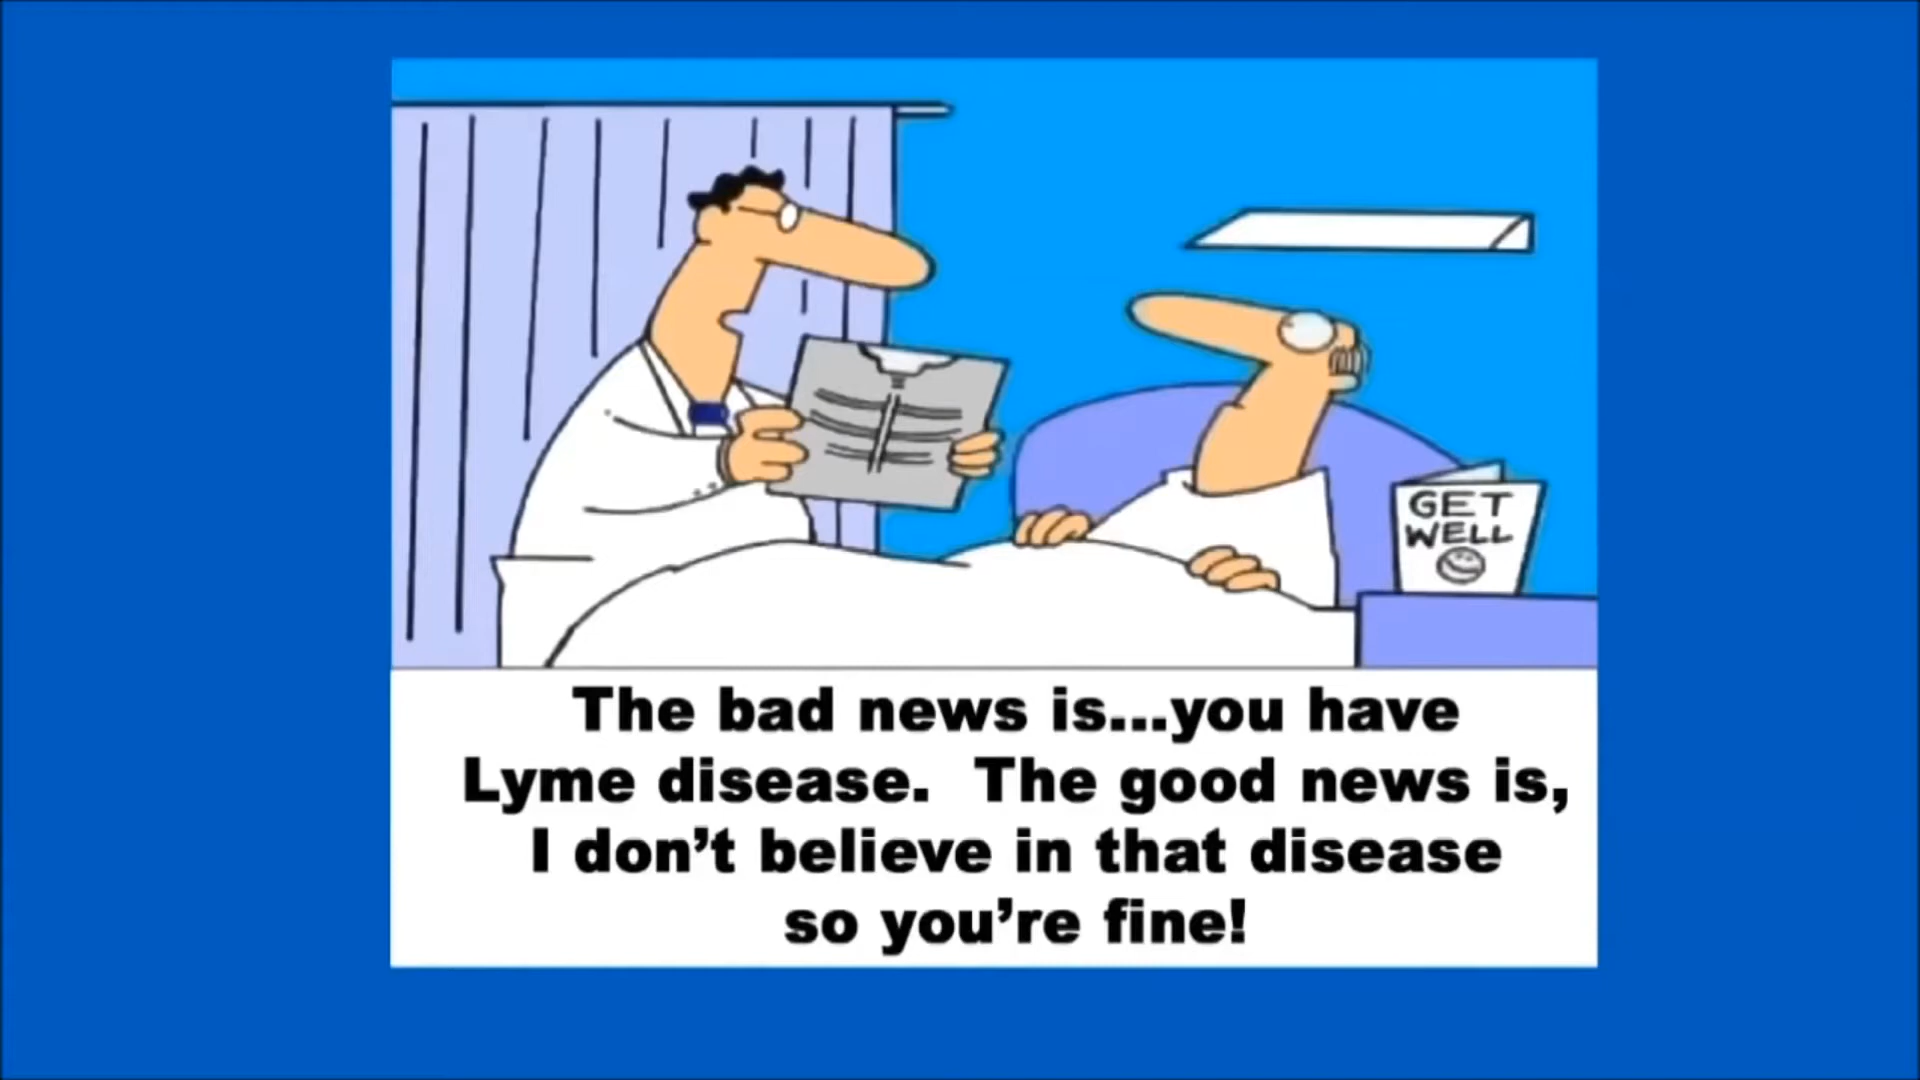 GET
WELL
The bad news is...you have
Lyme disease.  The good news is,
I don’t believe in that disease
so you’re fine!